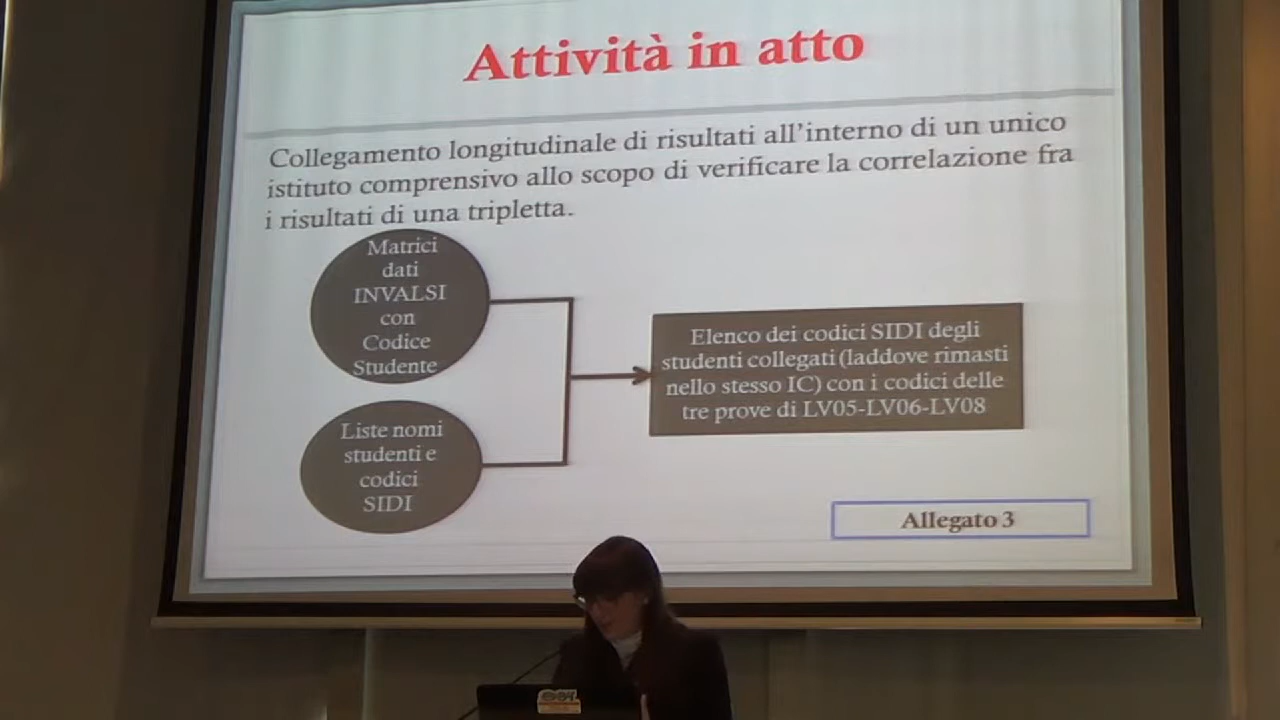 Attività in atto
Collegamento longitudinale di risultati all'interno di un unico
istituto comprensivo allo scopo di verificare la correlazione fra
i risultati di una tripletta.
Matrici
dati
INVALSI
con
Codice
Studente
Liste nomi
studenti e
codici
SIDI
Elenco dei codici SIDI degli
studenti collegati (laddove rimasti
nello stesso IC) con i codici delle
tre prove di LV05-LV06-LV08
Allegato 3